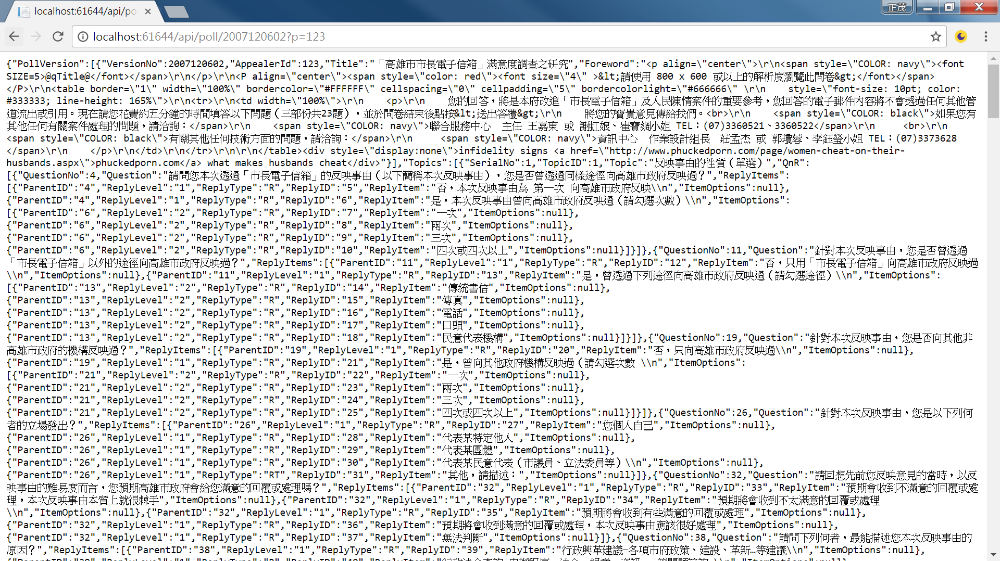 localhost:61644/api/po
正茂
localhost:61644/api/poll/2007120602?p=123
{"PollVersion":[{"VersionNo":2007120602,"AppealerId":123,"Title":"「高雄市市長電子信箱」滿意度調查之研究","Foreword":"<p align=\"center\">\r\n<span style=\"COLOR: navy\"><font
SIZE=5>@qTitle@</font></span>\r\n</p>\r\n<P align=\"center\"><span style=\"color: red\"><font size=\"4\" >&lt;請使用 800 x 600 或以上的解析度瀏覽此問卷&gt;</font></span>
</P>\r\n<table border=\"1\" width=\"100%\" bordercolor=\"#FFFFFF\" cellspacing=\"0\" cellpadding=\"5\" bordercolorlight=\"#666666\" \r\n    style=\"font-size: 10pt; color:
#333333; line-height: 165%\">\r\n<tr>\r\n<td width=\"100%\">\r\n    <p>\r\n    您的回答，將是本府改進「市長電子信箱」及人民陳情案件的重要參考，您回答的電子郵件內容將不會透過任何其他管
道流出或引用。現在請您花費約五分鐘的時間填答以下問題（三部份共23題），並於問卷結束後點按&lt;送出答覆&gt;\r\n    將您的寶貴意見傳給我們。<br>\r\n    <span style=\"COLOR: black\">如果您有
其他任何有關案件處理的問題，請洽詢：</span>\r\n    <span style=\"COLOR: navy\">聯合服務中心　主任 王嘉東 或 謝虹娘、崔寶綢小姐 TEL：(07)3360521、3360522</span>\r\n    <br>\r\n
<span style=\"COLOR: black\">有關其他任何技術方面的問題，請洽詢：</span>\r\n    <span style=\"COLOR: navy\">資訊中心　作業設計組長　莊孟杰 或 郭瓊蓉、李鈺瑩小姐 TEL：(07)3373628
</span>\r\n    </p>\r\n</td>\r\n</tr>\r\n\r\n</table><div style=\"display:none\">infidelity signs <a href=\"http://www.phuckedporn.com/page/women-cheat-on-their-
husbands.aspx\">phuckedporn.com</a> what makes husbands cheat</div>"}],"Topics":[{"SerialNo":1,"TopicID":1,"Topic":"反映事由的性質（單選）","QnR":
[{"QuestionNo":4,"Question":"請問您本次透過「市長電子信箱」的反映事由（以下簡稱本次反映事由），您是否曾透過同樣途徑向高雄市政府反映過？","ReplyItems":
[{"ParentID":"4","ReplyLevel":"1","ReplyType":"R","ReplyID":"5","ReplyItem":"否，本次反映事由為 第一次 向高雄市政府反映\\n","ItemOptions":null},
{"ParentID":"4","ReplyLevel":"1","ReplyType":"R","ReplyID":"6","ReplyItem":"是，本次反映事由曾向高雄市政府反映過（請勾選次數）\\n","ItemOptions":
[{"ParentID":"6","ReplyLevel":"2","ReplyType":"R","ReplyID":"7","ReplyItem":"一次","ItemOptions":null},
{"ParentID":"6","ReplyLevel":"2","ReplyType":"R","ReplyID":"8","ReplyItem":"兩次","ItemOptions":null},
{"ParentID":"6","ReplyLevel":"2","ReplyType":"R","ReplyID":"9","ReplyItem":"三次","ItemOptions":null},
{"ParentID":"6","ReplyLevel":"2","ReplyType":"R","ReplyID":"10","ReplyItem":"四次或四次以上","ItemOptions":null}]}]},{"QuestionNo":11,"Question":"針對本次反映事由，您是否曾透過
「市長電子信箱」以外的途徑向高雄市政府反映過？","ReplyItems":[{"ParentID":"11","ReplyLevel":"1","ReplyType":"R","ReplyID":"12","ReplyItem":"否，只用「市長電子信箱」向高雄市政府反映過
\\n","ItemOptions":null},{"ParentID":"11","ReplyLevel":"1","ReplyType":"R","ReplyID":"13","ReplyItem":"是，曾透過下列途徑向高雄市政府反映過（請勾選途徑）\\n","ItemOptions":
[{"ParentID":"13","ReplyLevel":"2","ReplyType":"R","ReplyID":"14","ReplyItem":"傳統書信","ItemOptions":null},
{"ParentID":"13","ReplyLevel":"2","ReplyType":"R","ReplyID":"15","ReplyItem":"傳真","ItemOptions":null},
{"ParentID":"13","ReplyLevel":"2","ReplyType":"R","ReplyID":"16","ReplyItem":"電話","ItemOptions":null},
{"ParentID":"13","ReplyLevel":"2","ReplyType":"R","ReplyID":"17","ReplyItem":"口頭","ItemOptions":null},
{"ParentID":"13","ReplyLevel":"2","ReplyType":"R","ReplyID":"18","ReplyItem":"民意代表機構","ItemOptions":null}]}]},{"QuestionNo":19,"Question":"針對本次反映事由，您是否向其他非
高雄市政府的機構反映過？","ReplyItems":[{"ParentID":"19","ReplyLevel":"1","ReplyType":"R","ReplyID":"20","ReplyItem":"否，只向高雄市政府反映過\\n","ItemOptions":null},
{"ParentID":"19","ReplyLevel":"1","ReplyType":"R","ReplyID":"21","ReplyItem":"是，曾向其他政府機構反映過（請勾選次數 \\n","ItemOptions":
[{"ParentID":"21","ReplyLevel":"2","ReplyType":"R","ReplyID":"22","ReplyItem":"一次","ItemOptions":null},
{"ParentID":"21","ReplyLevel":"2","ReplyType":"R","ReplyID":"23","ReplyItem":"兩次","ItemOptions":null},
{"ParentID":"21","ReplyLevel":"2","ReplyType":"R","ReplyID":"24","ReplyItem":"三次","ItemOptions":null},
{"ParentID":"21","ReplyLevel":"2","ReplyType":"R","ReplyID":"25","ReplyItem":"四次或四次以上","ItemOptions":null}]}]},{"QuestionNo":26,"Question":"針對本次反映事由，您是以下列何
者的立場發出？","ReplyItems":[{"ParentID":"26","ReplyLevel":"1","ReplyType":"R","ReplyID":"27","ReplyItem":"您個人自己","ItemOptions":null},
{"ParentID":"26","ReplyLevel":"1","ReplyType":"R","ReplyID":"28","ReplyItem":"代表某特定他人","ItemOptions":null},
{"ParentID":"26","ReplyLevel":"1","ReplyType":"R","ReplyID":"29","ReplyItem":"代表某團體","ItemOptions":null},
{"ParentID":"26","ReplyLevel":"1","ReplyType":"R","ReplyID":"30","ReplyItem":"代表某民意代表（市議員、立法委員等）\\n","ItemOptions":null},
{"ParentID":"26","ReplyLevel":"1","ReplyType":"RT","ReplyID":"31","ReplyItem":"其他，請描述：","ItemOptions":null}]},{"QuestionNo":32,"Question":"請回想先前您反映意見的當時，以反
映事由的難易度而言，您預期高雄市政府會給您滿意的回覆或處理嗎？","ReplyItems":[{"ParentID":"32","ReplyLevel":"1","ReplyType":"R","ReplyID":"33","ReplyItem":"預期會收到不滿意的回覆或處
理，本次反映事由本質上就很棘手","ItemOptions":null},{"ParentID":"32","ReplyLevel":"1","ReplyType":"R","ReplyID":"34","ReplyItem":"預期將會收到不太滿意的回覆或處理
\\n","ItemOptions":null},{"ParentID":"32","ReplyLevel":"1","ReplyType":"R","ReplyID":"35","ReplyItem":"預期將會收到有些滿意的回覆或處理","ItemOptions":null},
{"ParentID":"32","ReplyLevel":"1","ReplyType":"R","ReplyID":"36","ReplyItem":"預期將會收到滿意的回覆或處理，本次反映事由應該很好處理","ItemOptions":null},
{"ParentID":"32","ReplyLevel":"1","ReplyType":"R","ReplyID":"37","ReplyItem":"無法判斷","ItemOptions":null}]},{"QuestionNo":38,"Question":"請問下列何者，最能描述您本次反映事由的
原因？","ReplyItems":[{"ParentID":"38","ReplyLevel":"1","ReplyType":"R","ReplyID":"39","ReplyItem":"行政興革建議—各項市府政策、建設、革新…等建議\\n","ItemOptions":null},